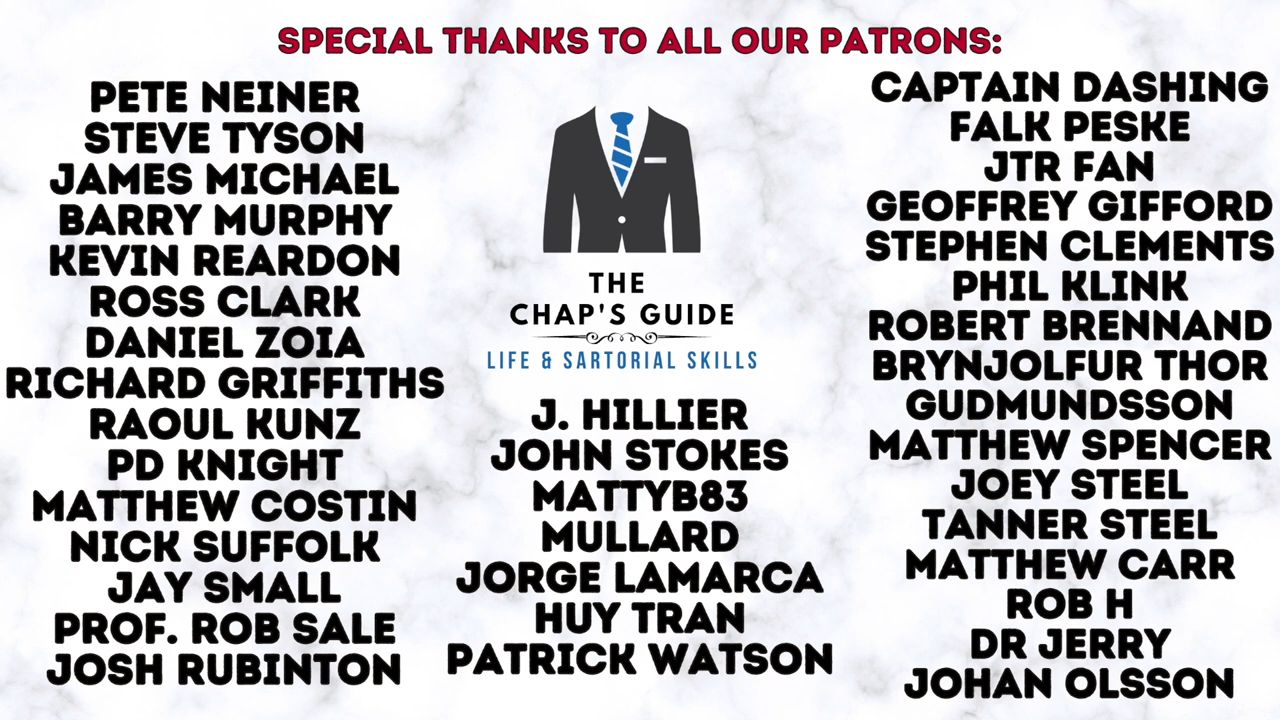 SPECIAL THANKS TO ALL OUR PATRONS:
PETE NEINER
STEVE TYSON
JAMES MICHAEL
BARRY MURPHY
KEVIN REARDON
ROSS CLARK
DANIEL ZOIA
RICHARD GRIFFITHS
RAOUL KUNZ
PD KNIGHT
MATTHEW COSTIN
NICK SUFFOLK
JAY SMALL
PROF. ROB SALE
JOSH RUBINTON
THE
CHAP'S GUIDE
LIFE & SARTORIAL SKILLS
J. HILLIER
JOHN STOKES
MATTYB83
MULLARD
JORGE LAMARCA
HUY TRAN
PATRICK WATSON
CAPTAIN DASHING
FALK PESKE
JTR FAN
GEOFFREY GIFFORD
STEPHEN CLEMENTS
PHIL KLINK
ROBERT BRENNAND
BRYNJOLFUR THOR
GUDMUNDSSON
MATTHEW SPENCER
JOEY STEEL
TANNER STEEL
MATTHEW CARR
ROB H
DR JERRY
JOHAN OLSSON